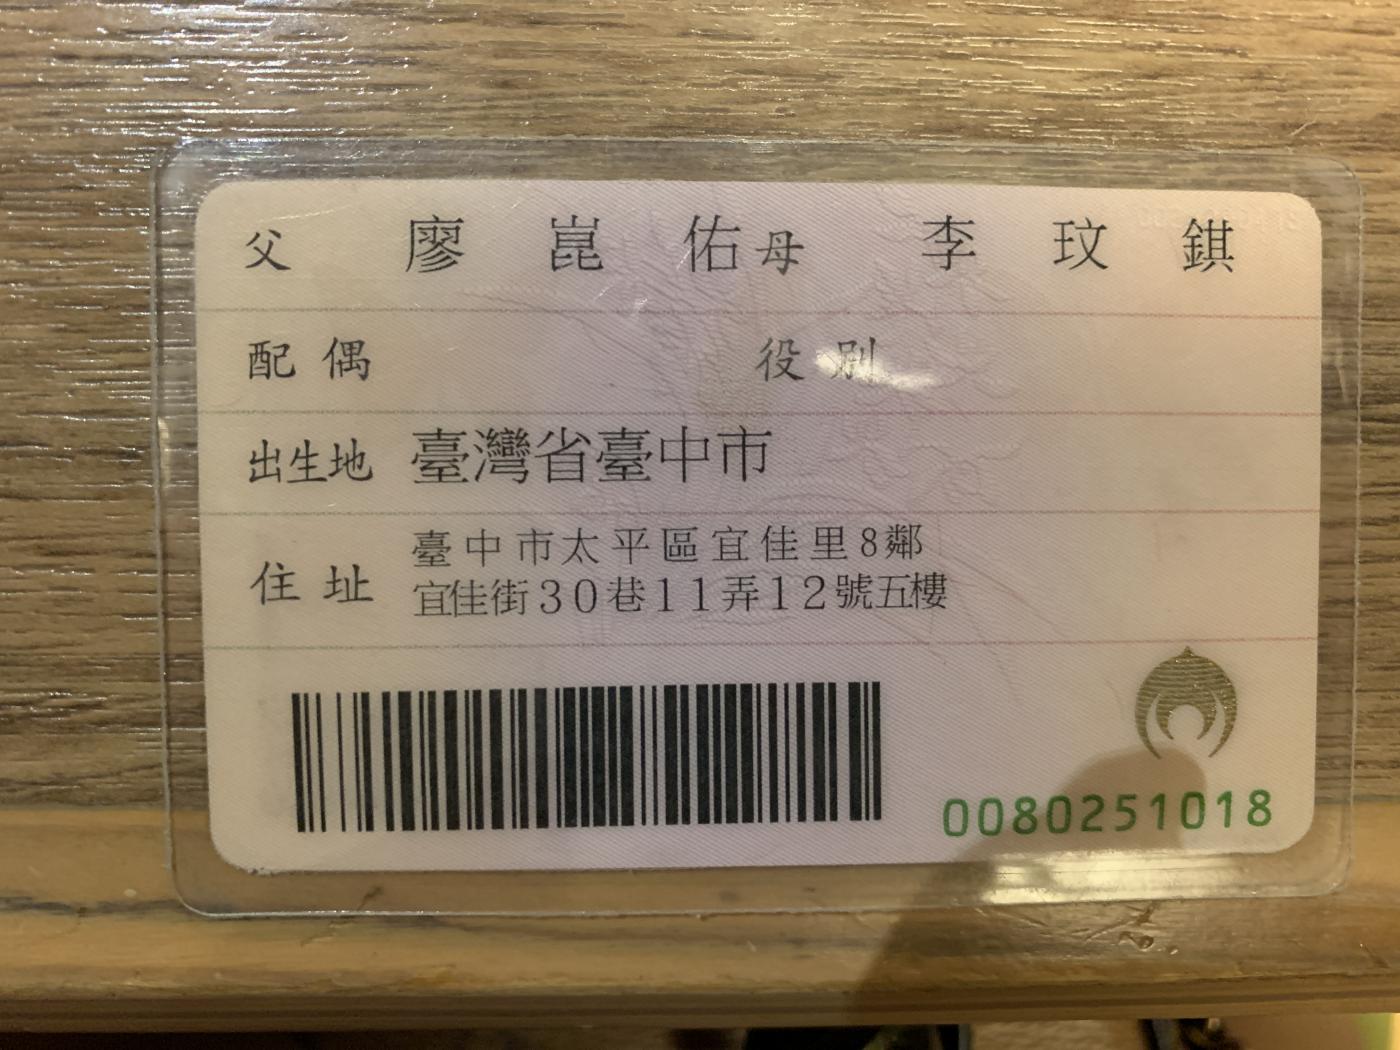 父 廖崑佑 母 李玟錤
配偶 役別
出生地 臺灣省臺中市
住址 臺中市太平區宜佳里8鄰
宜佳街30巷11弄12號五樓
0080251018